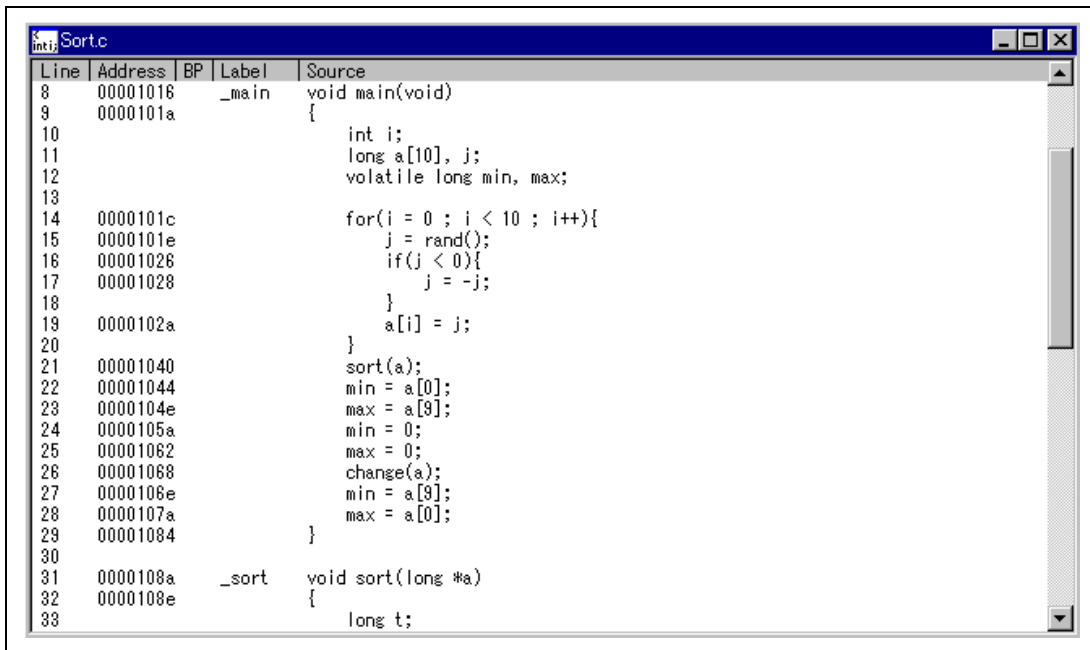 inti; Sort.c
Line Address BP Label Source
8 00001016 _main void main(void)
9 0000101a {
10 int i;
11 long a[10], j;
12 volatile long min, max;
13
14 0000101c for(i = 0 ; i < 10 ; i++){
15 0000101e j = rand();
16 00001026 if(j < 0){
17 00001028 j = -j;
18 }
19 0000102a a[i] = j;
20 }
21 00001040 sort(a);
22 00001044 min = a[0];
23 0000104e max = a[9];
24 0000105a min = 0;
25 00001062 max = 0;
26 00001068 change(a);
27 0000106e min = a[9];
28 0000107a max = a[0];
29 00001084 }
30
31 0000108a _sort void sort(long *a)
32 0000108e {
33 long t;